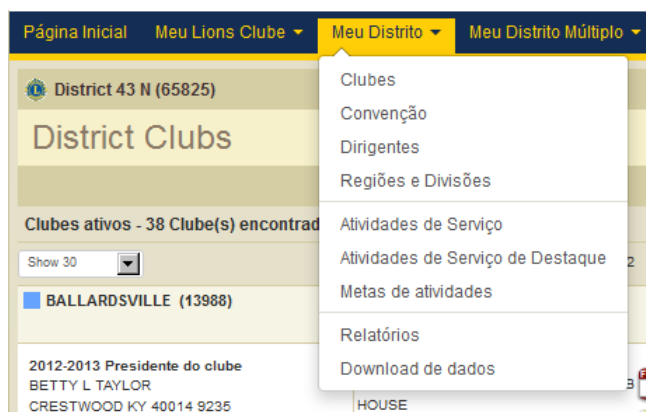 Página Inicial Meu Lions Clube Meu Distrito Meu Distrito Múltiplo
District 43 N (65825)
District Clubs
Clubes ativos - 38 Clube(s) encontrad
Show 30
2
BALLARDSVILLE (13988)
2012-2013 Presidente do clube
BETTY L TAYLOR
CRESTWOOD KY 40014 9235
Clubes
Convenção
Dirigentes
Regiões e Divisões
Atividades de Serviço
Atividades de Serviço de Destaque
Metas de atividades
Relatórios
Download de dados
B
HOUSE